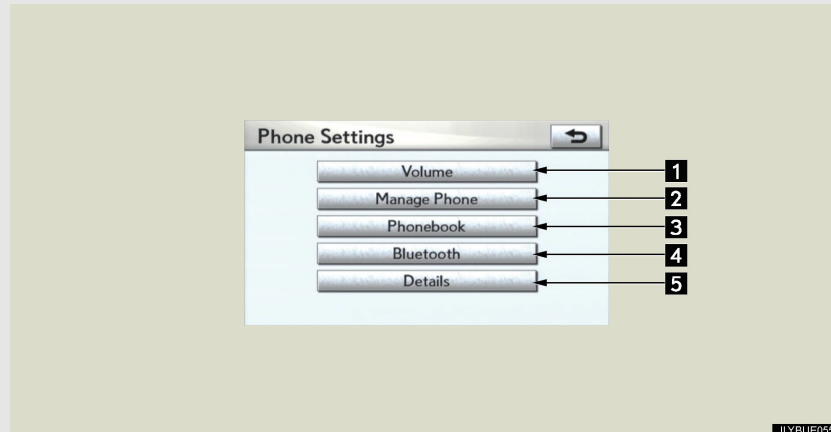 Phone Settings
Volume
1
Manage Phone
2
Phonebook
3
Bluetooth
4
Details
5